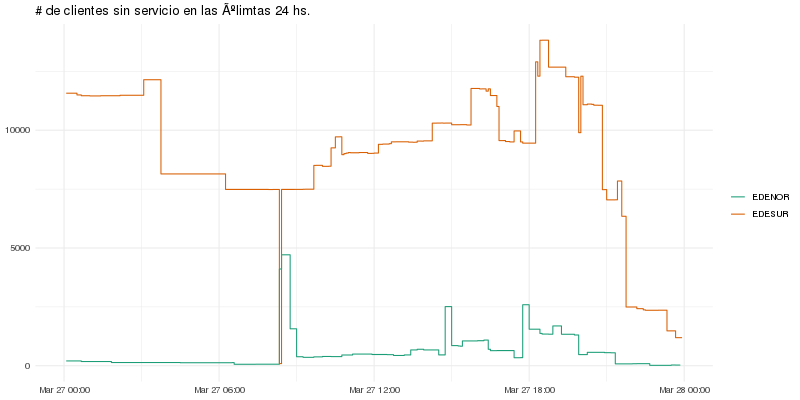 # de clientes sin servicio en las Ãºlimtas 24 hs.
10000
5000
0
Mar 27 00:00
Mar 27 06:00
Mar 27 12:00
Mar 27 18:00
Mar 28 00:00
EDENOR
EDESUR